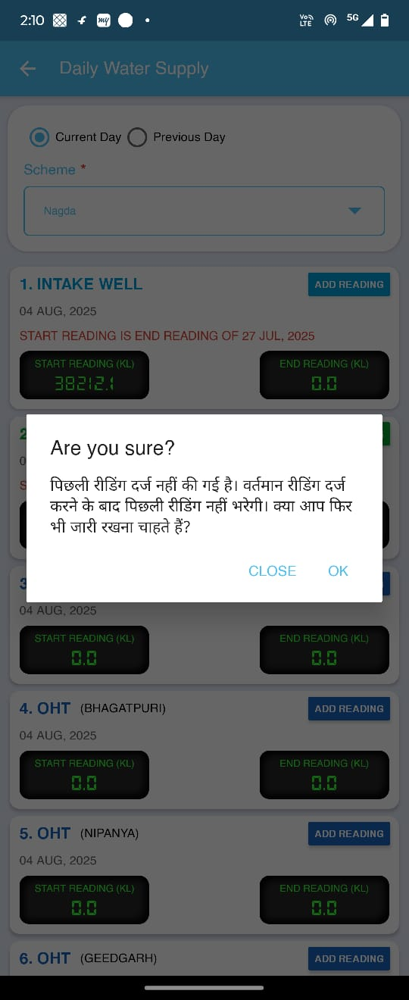 2:10
my
Vo)) LTE
5G
Daily Water Supply
Current Day Previous Day
Scheme *
Nagda
1. INTAKE WELL ADD READING
04 AUG, 2025
START READING IS END READING OF 27 JUL, 2025
START READING (KL) END READING (KL)
38212.1 0.0
2
0
S
Are you sure?
पिछली रीडिंग दर्ज नहीं की गई है। वर्तमान रीडिंग दर्ज
करने के बाद पिछली रीडिंग नहीं भरेगी। क्या आप फिर
भी जारी रखना चाहते हैं?
CLOSE OK
3
04 AUG, 2025
START READING (KL) END READING (KL)
0.0 0.0
4. OHT (BHAGATPURI) ADD READING
04 AUG, 2025
START READING (KL) END READING (KL)
0.0 0.0
5. OHT (NIPANYA) ADD READING
04 AUG, 2025
START READING (KL) END READING (KL)
0.0 0.0
6. OHT (GEEDGARH) ADD READING